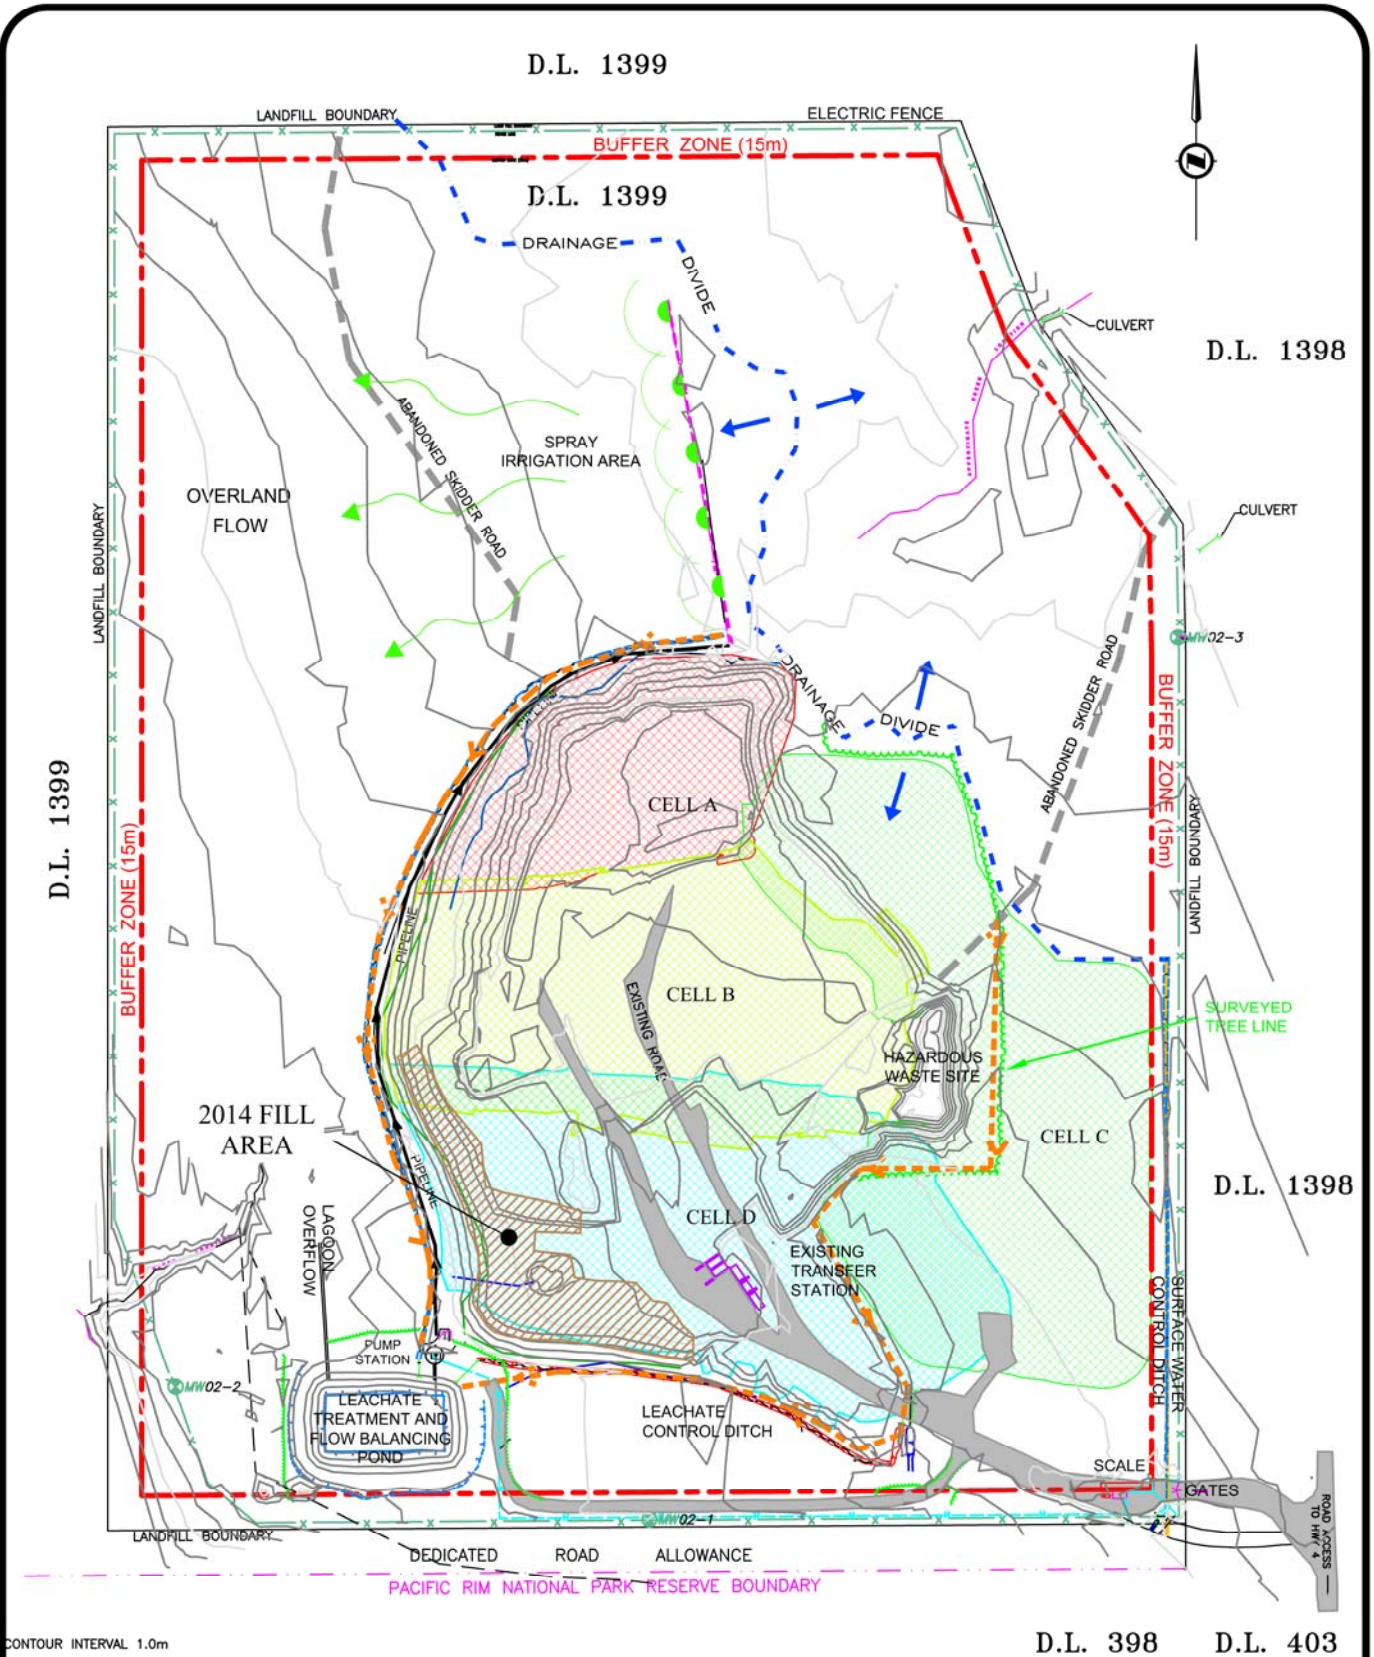 D.L. 1399
LANDFILL BOUNDARY
ELECTRIC FENCE
BUFFER ZONE (15m)
D.L. 1399
DRAINAGE
DIVIDE
CULVERT
D.L. 1398
ABANDONED SKIDDER ROAD
SPRAY
IRRIGATION AREA
OVERLAND
FLOW
CULVERT
LANDFILL BOUNDARY
MW02-3
ABANDONED SKIDDER ROAD
DRAINAGE
DIVIDE
BUFFER ZONE (15m)
LANDFILL BOUNDARY
D.L. 1399
BUFFER ZONE (15m)
PIPELINE
CELL A
PIPELINE
CELL B
EXISTING ROAD
SURVEYED
TREE LINE
HAZARDOUS
WASTE SITE
2014 FILL
AREA
CELL C
PIPELINE
D.L. 1398
LAGOON
OVERFLOW
CELL D
EXISTING
TRANSFER
STATION
SURFACE WATER
CONTROL DITCH
PUMP
STATION
MW02-2
LEACHATE
TREATMENT AND
FLOW BALANCING
POND
LEACHATE
CONTROL DITCH
SCALE
GATES
ROAD ACCESS
TO HWY 4
MW02-1
LANDFILL BOUNDARY
DEDICATED ROAD ALLOWANCE
PACIFIC RIM NATIONAL PARK RESERVE BOUNDARY
CONTOUR INTERVAL 1.0m
D.L. 398
D.L. 403